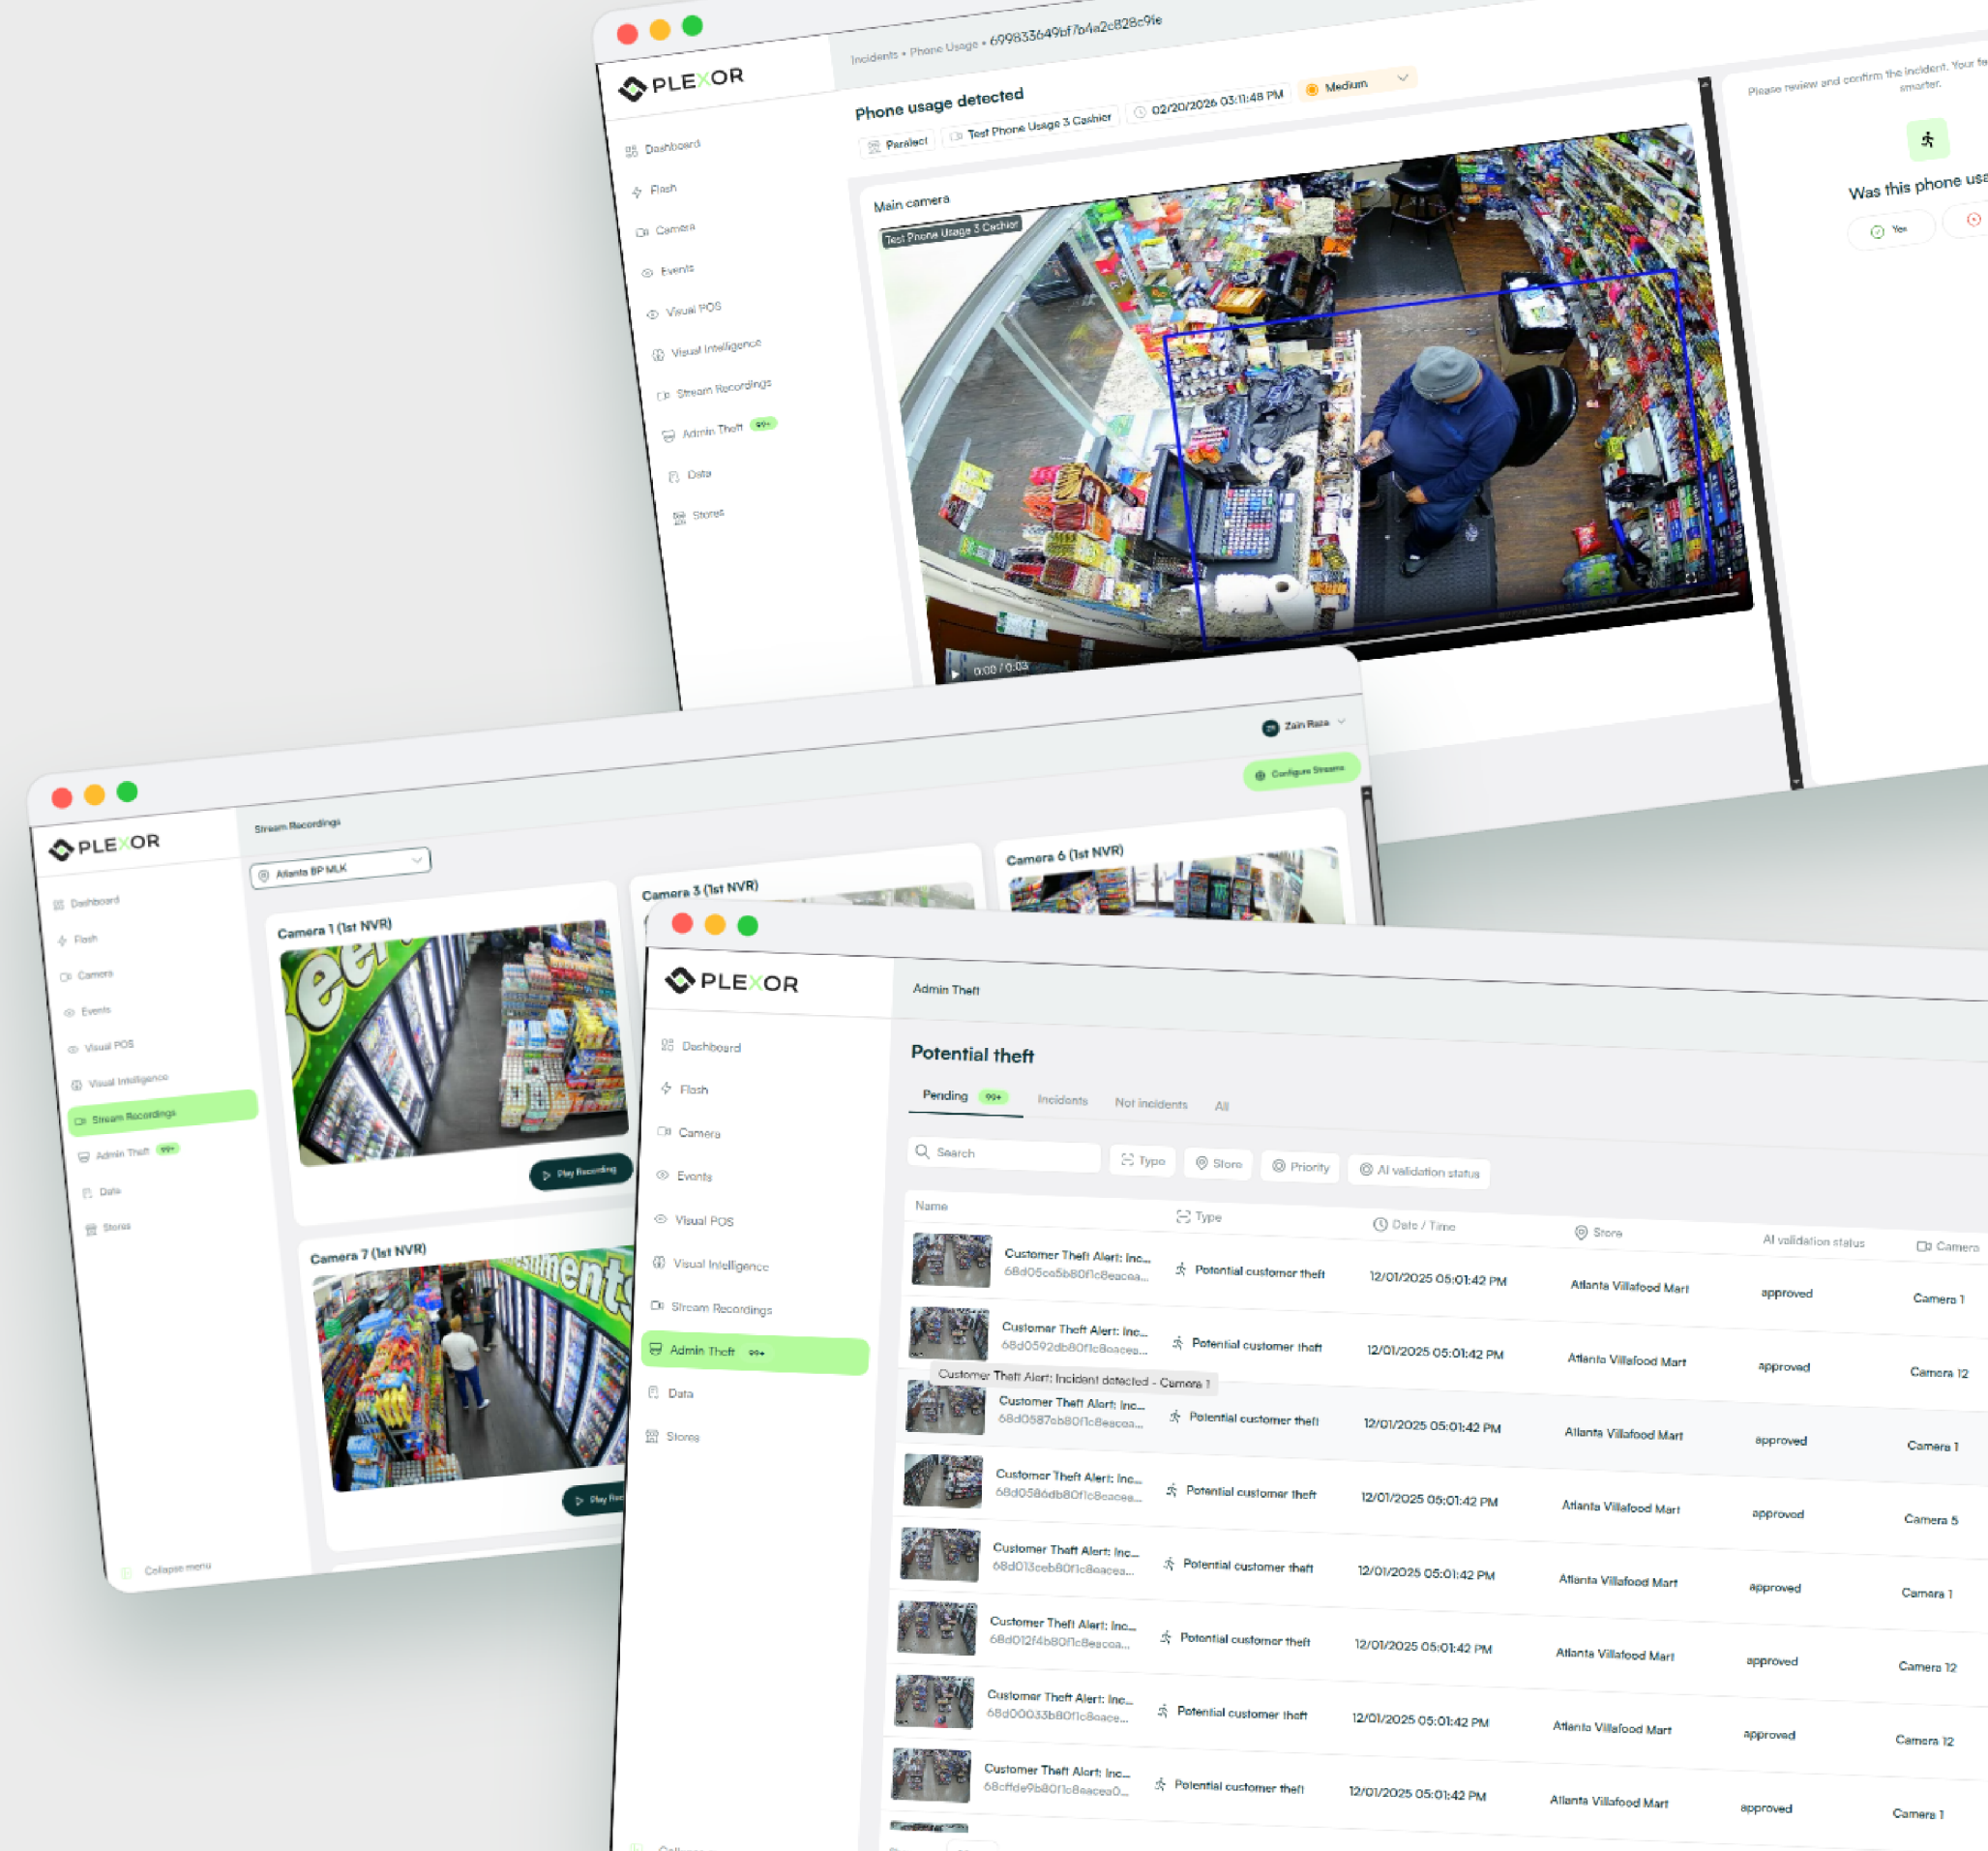 PLEXOR
Incidents • Phone Usage • 699833649bf7b4a2c828c91e
Phone usage detected
Paralect
Test Phone Usage 3 Cashier
02/20/2026 03:11:48 PM
Medium
Dashboard
Flash
Camera
Events
Visual POS
Visual Intelligence
Stream Recordings
Admin Theft 99+
Data
Stores
Main camera
Test Phone Usage 3 Cashier
0:00 / 0:03
Please review and confirm the incident. Your
smarter.
Was this phone
Yes
PLEXOR
Stream Recordings
Zain Raza
Configure Streams
Atlanta BP MLK
Dashboard
Flash
Camera
Events
Visual POS
Visual Intelligence
Stream Recordings
Admin Theft 99+
Data
Stores
Collapse menu
Camera 1 (1st NVR)
Play Recording
Camera 3 (1st NVR)
Camera 6 (1st NVR)
Camera 7 (1st NVR)
Play
PLEXOR
Admin Theft
Dashboard
Flash
Camera
Events
Visual POS
Visual Intelligence
Stream Recordings
Admin Theft 99+
Data
Stores
Potential theft
Pending 99+ Incidents Not incidents All
Search Type Store Priority AI validation status
Name Type Date / Time Store AI validation status Camera
Customer Theft Alert: Inc... Potential customer theft 12/01/2025 05:01:42 PM Atlanta Villafood Mart approved Camera 1
68d05ce5b80f1c8eacea...
Customer Theft Alert: Inc... Potential customer theft 12/01/2025 05:01:42 PM Atlanta Villafood Mart approved Camera 12
68d0592db80f1c8eacea...
Customer Theft Alert: Incident detected - Camera 1
Customer Theft Alert: Inc... Potential customer theft 12/01/2025 05:01:42 PM Atlanta Villafood Mart approved Camera 1
68d0587eb80f1c8eacea...
Customer Theft Alert: Inc... Potential customer theft 12/01/2025 05:01:42 PM Atlanta Villafood Mart approved Camera 5
68d0586db80f1c8eacea...
Customer Theft Alert: Inc... Potential customer theft 12/01/2025 05:01:42 PM Atlanta Villafood Mart approved Camera 1
68d013ceb80f1c8eacea...
Customer Theft Alert: Inc... Potential customer theft 12/01/2025 05:01:42 PM Atlanta Villafood Mart approved Camera 12
68d012f4b80f1c8eacea...
Customer Theft Alert: Inc... Potential customer theft 12/01/2025 05:01:42 PM Atlanta Villafood Mart approved Camera 12
68d00033b80f1c8eace...
Customer Theft Alert: Inc... Potential customer theft 12/01/2025 05:01:42 PM Atlanta Villafood Mart approved Camera 1
68cffde9b80f1c8eacea0...